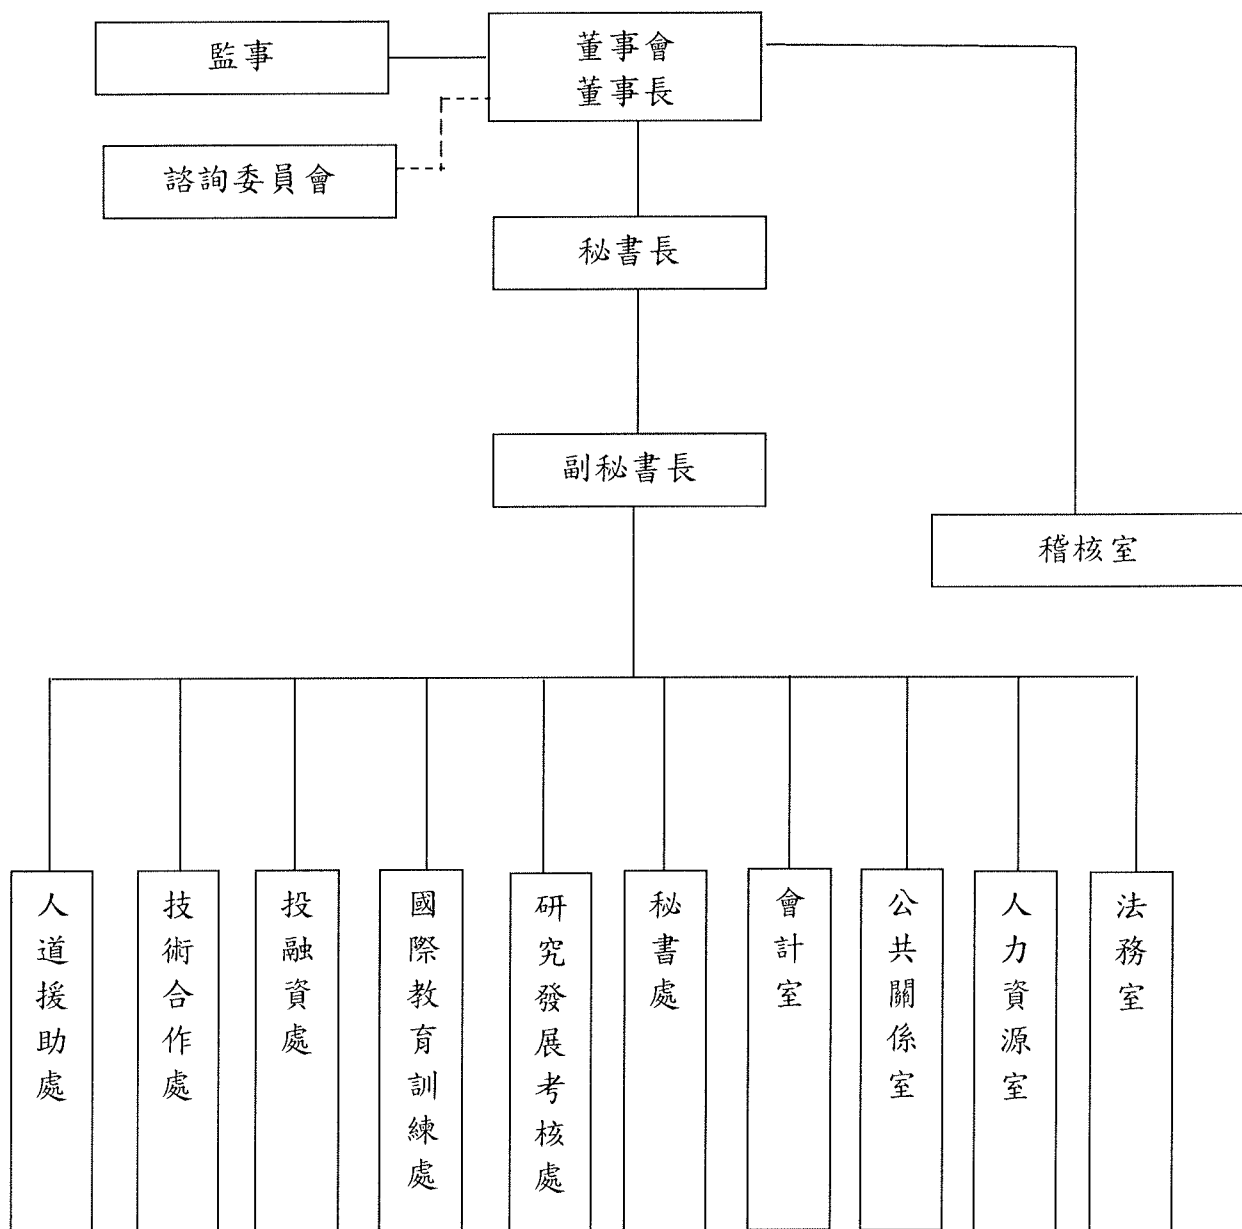 監事
董事會
董事長
諮詢委員會
秘書長
副秘書長
稽核室
人道援助處
技術合作處
投融資處
國際教育訓練處
研究發展考核處
秘書處
會計室
公共關係室
人力資源室
法務室